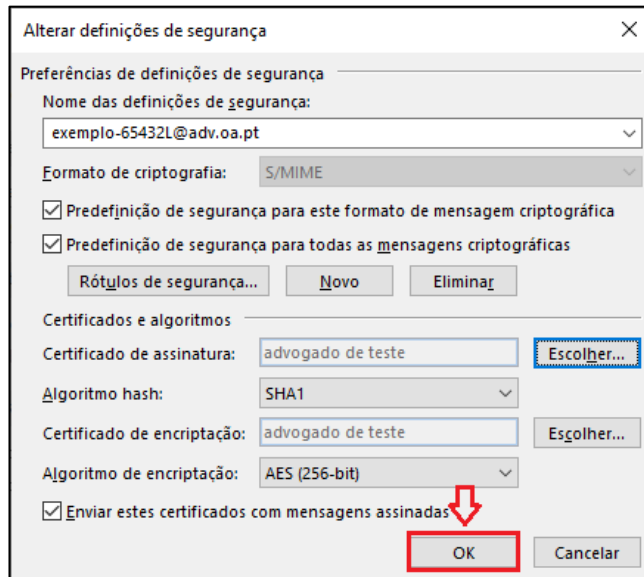 Alterar definições de segurança
Preferências de definições de segurança
Nome das definições de segurança:
exemplo-65432L@adv.oa.pt
Formato de criptografia: S/MIME
Predefinição de segurança para este formato de mensagem criptográfica
Predefinição de segurança para todas as mensagens criptográficas
Rótulos de segurança... Novo Eliminar
Certificados e algoritmos
Certificado de assinatura: advogado de teste Escolher...
Algoritmo hash: SHA1
Certificado de encriptação: advogado de teste Escolher...
Algoritmo de encriptação: AES (256-bit)
Enviar estes certificados com mensagens assinadas
OK Cancelar